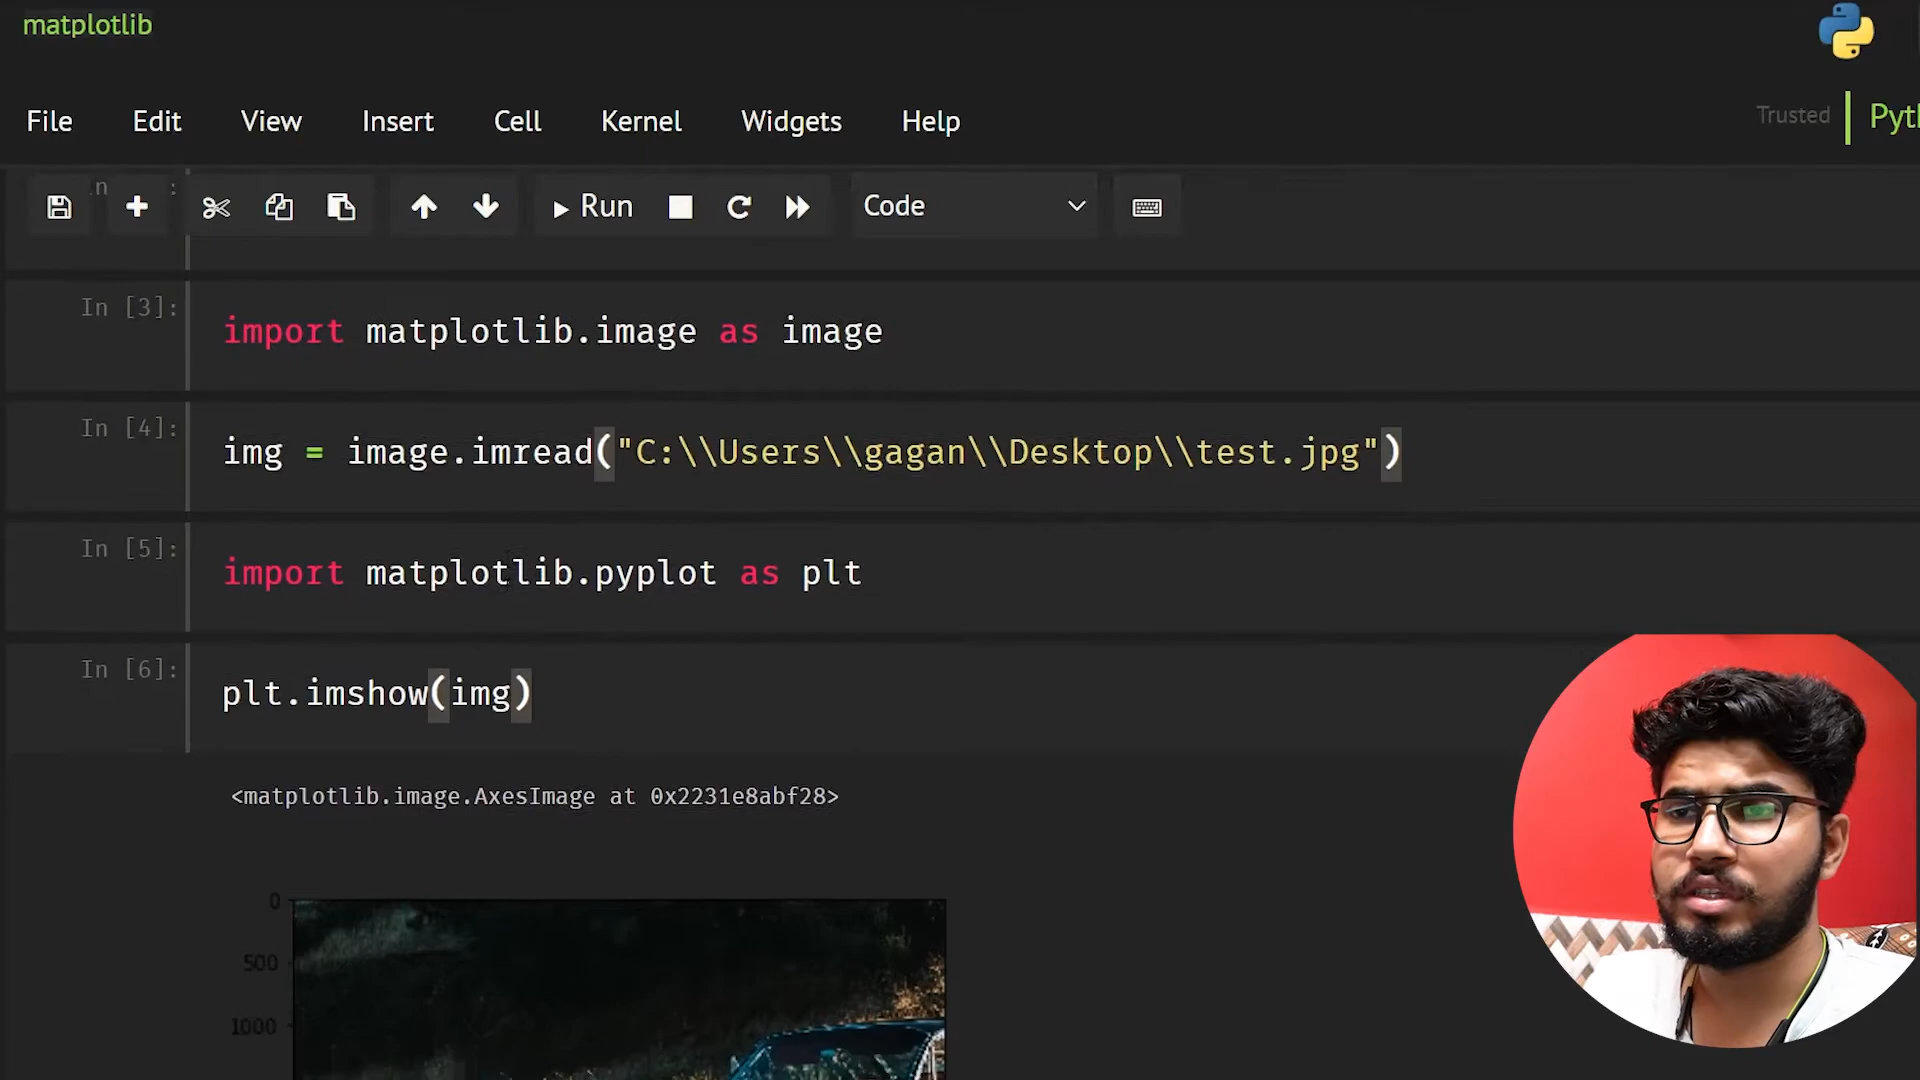 matplotlib
File Edit View Insert Cell Kernel Widgets Help
Trusted
Run Code
In [3]: import matplotlib.image as image
In [4]: img = image.imread("C:\\Users\\gagan\\Desktop\\test.jpg")
In [5]: import matplotlib.pyplot as plt
In [6]: plt.imshow(img)
<matplotlib.image.AxesImage at 0x2231e8abf28>
0
500
1000